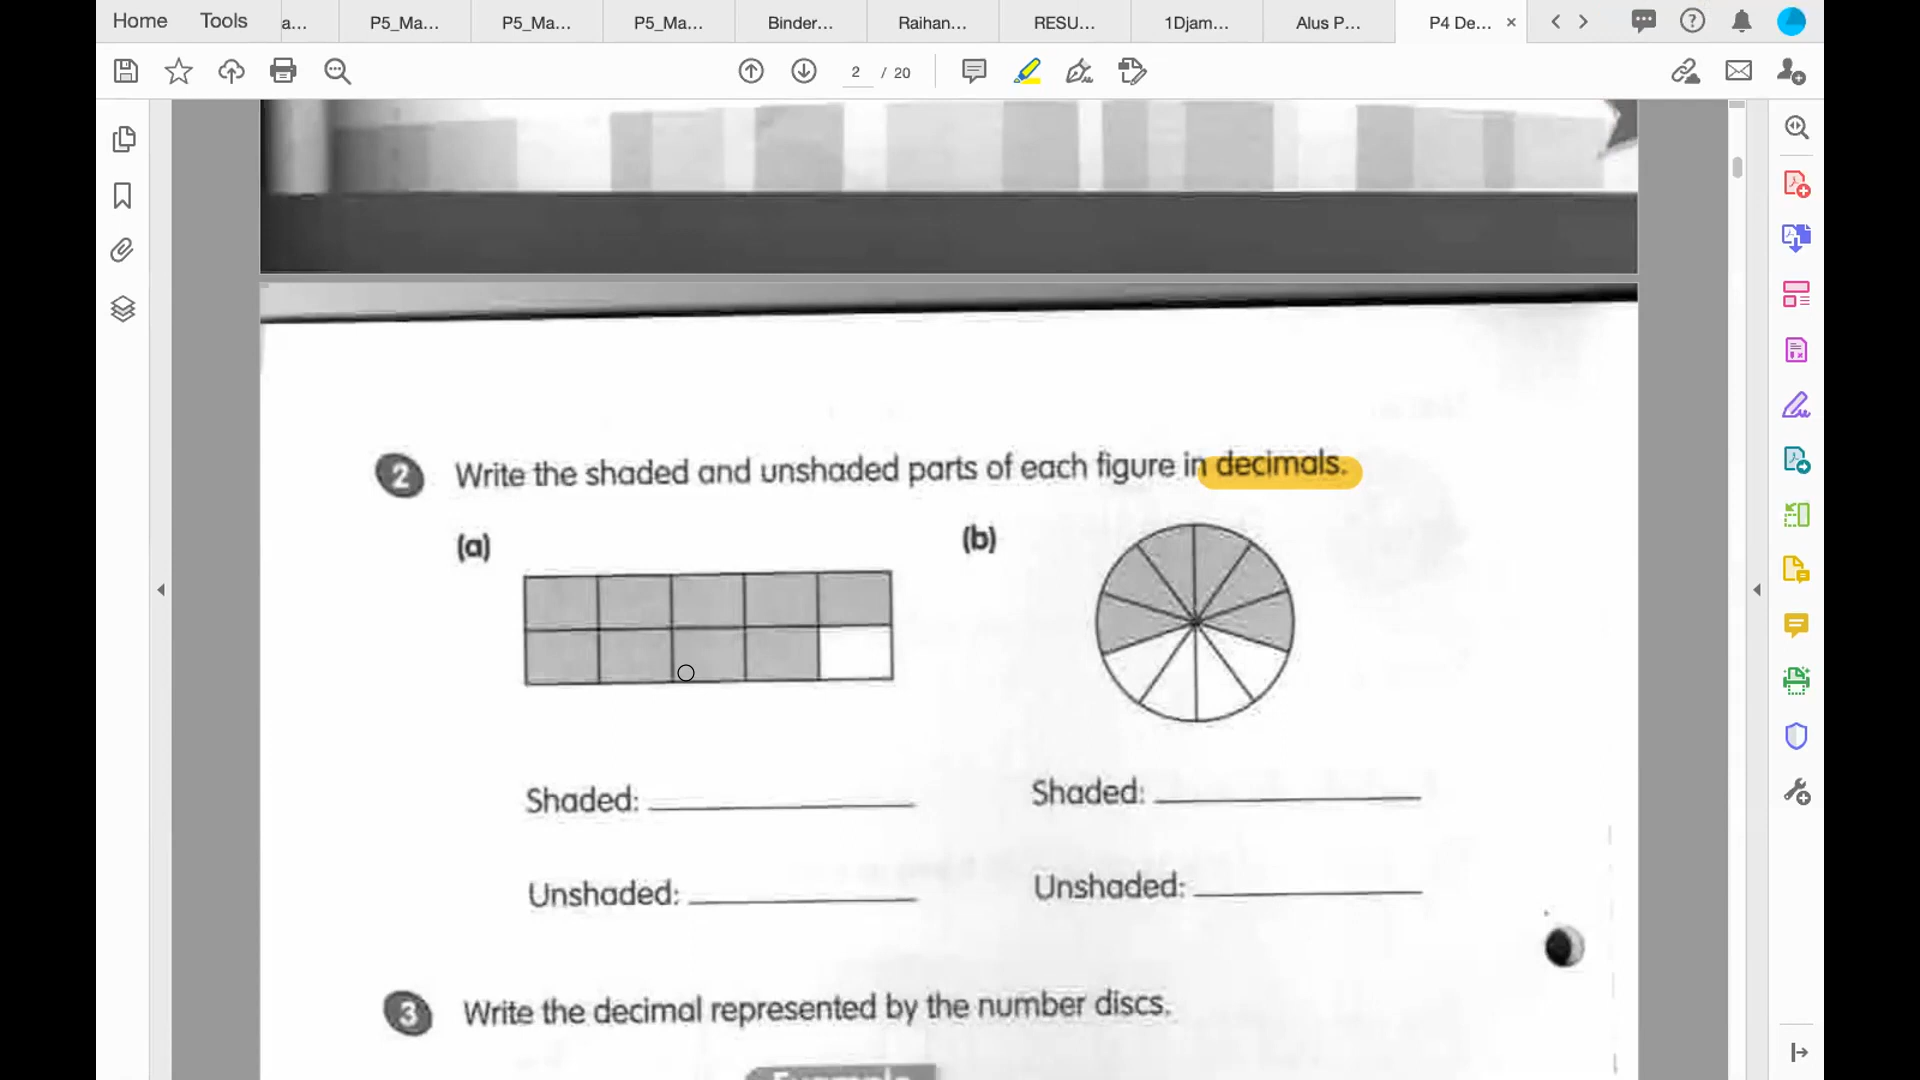 Home Tools a... P5_Ma... P5_Ma... P5_Ma... Binder... Raihan... RESU... 1Djam... Alus P... P4 De... ×
2 / 20
2 Write the shaded and unshaded parts of each figure in decimals.
(a) (b)
Shaded: Shaded:
Unshaded: Unshaded:
3 Write the decimal represented by the number discs.
Example